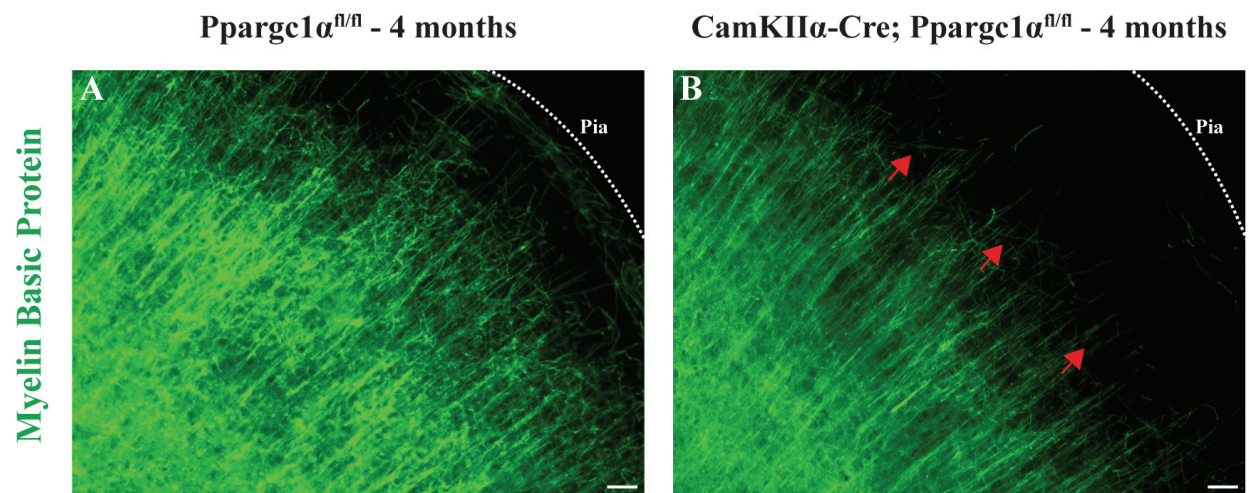 Ppargc1αfl/fl - 4 months
CamKIIα-Cre; Ppargc1αfl/fl - 4 months
Myelin Basic Protein
A
Pia
B
Pia